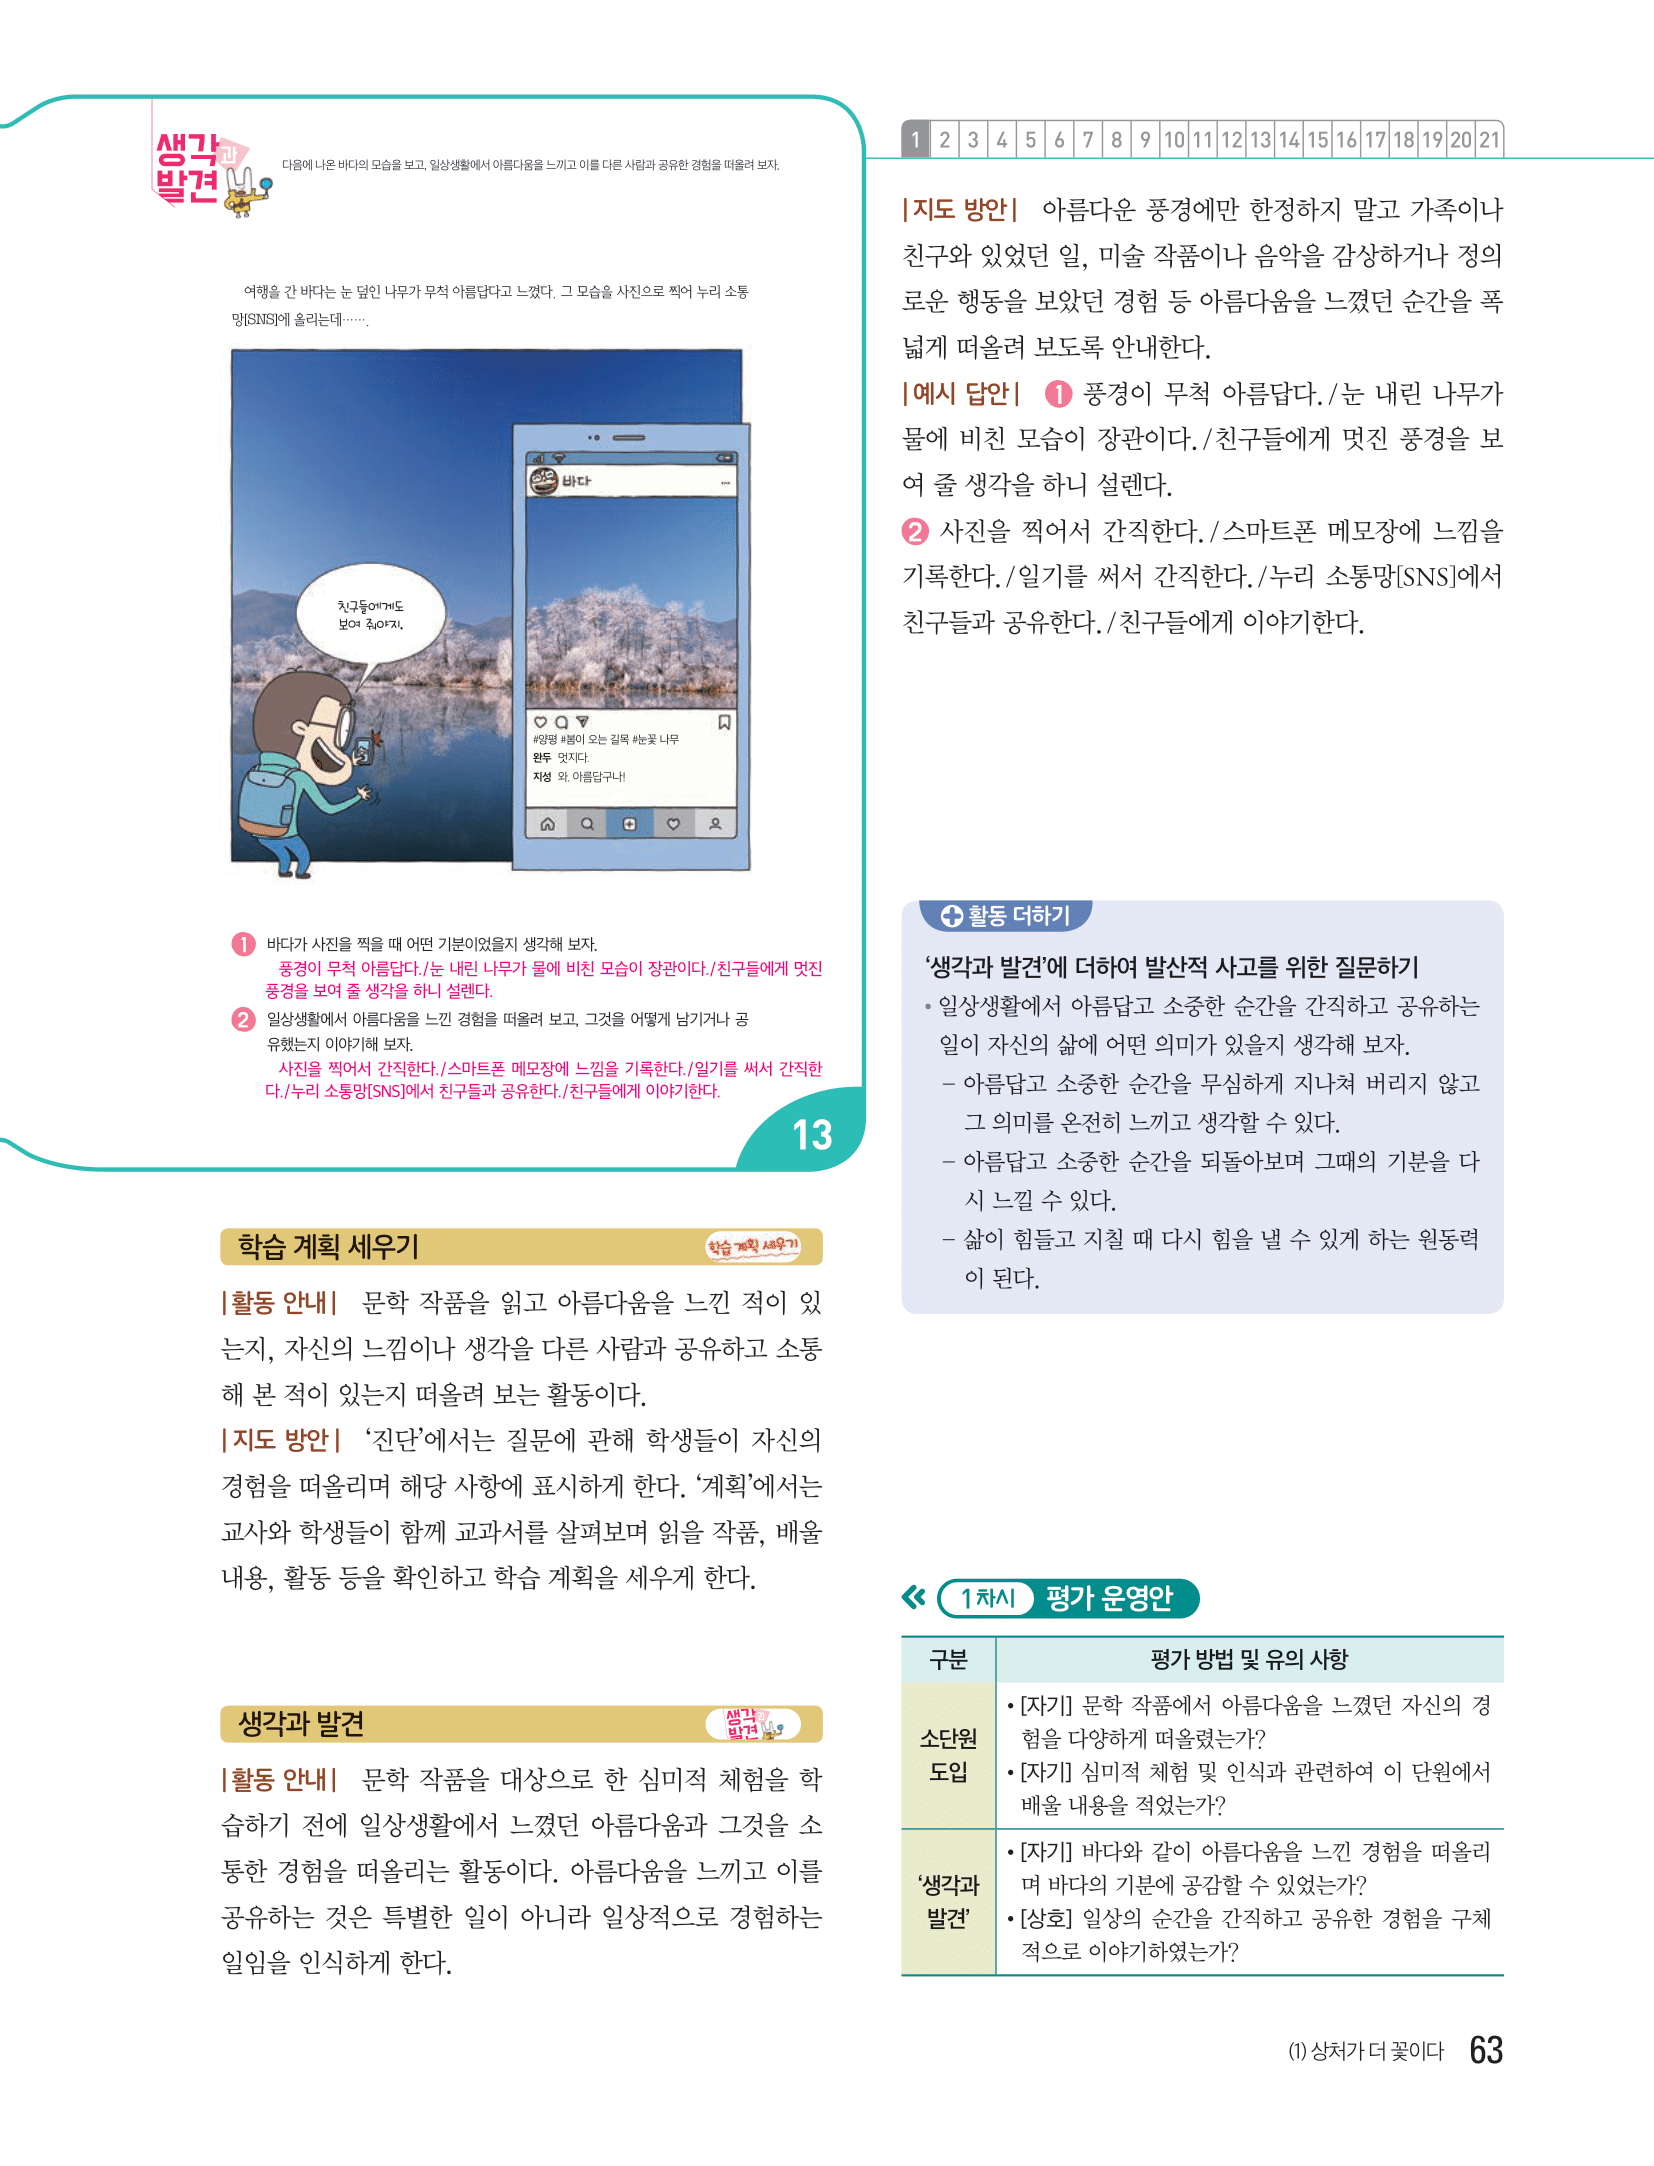 생각과
발견
다음에 나온 바다의 모습을 보고, 일상생활에서 아름다움을 느끼고 이를 다른 사람과 공유한 경험을 떠올려 보자.
여행을 간 바다는 눈 덮인 나무가 무척 아름답다고 느꼈다. 그 모습을 사진으로 찍어 누리 소통
망[SNS]에 올리는데…….
친구들에게도
보여 줘야지.
바다
#양평 #봄이 오는 길목 #눈꽃 나무
완두 멋지다.
지성 와, 아름답구나!
1 바다가 사진을 찍을 때 어떤 기분이었을지 생각해 보자.
풍경이 무척 아름답다./눈 내린 나무가 물에 비친 모습이 장관이다./친구들에게 멋진
풍경을 보여 줄 생각을 하니 설렌다.
2 일상생활에서 아름다움을 느낀 경험을 떠올려 보고, 그것을 어떻게 남기거나 공
유했는지 이야기해 보자.
사진을 찍어서 간직한다./스마트폰 메모장에 느낌을 기록한다./일기를 써서 간직한
다./누리 소통망[SNS]에서 친구들과 공유한다./친구들에게 이야기한다.
13
학습 계획 세우기
학습 계획 세우기
|활동 안내| 문학 작품을 읽고 아름다움을 느낀 적이 있
는지, 자신의 느낌이나 생각을 다른 사람과 공유하고 소통
해 본 적이 있는지 떠올려 보는 활동이다.
|지도 방안| ‘진단’에서는 질문에 관해 학생들이 자신의
경험을 떠올리며 해당 사항에 표시하게 한다. ‘계획’에서는
교사와 학생들이 함께 교과서를 살펴보며 읽을 작품, 배울
내용, 활동 등을 확인하고 학습 계획을 세우게 한다.
생각과 발견
생각과
발견
|활동 안내| 문학 작품을 대상으로 한 심미적 체험을 학
습하기 전에 일상생활에서 느꼈던 아름다움과 그것을 소
통한 경험을 떠올리는 활동이다. 아름다움을 느끼고 이를
공유하는 것은 특별한 일이 아니라 일상적으로 경험하는
일임을 인식하게 한다.
1 2 3 4 5 6 7 8 9 10 11 12 13 14 15 16 17 18 19 20 21
|지도 방안| 아름다운 풍경에만 한정하지 말고 가족이나
친구와 있었던 일, 미술 작품이나 음악을 감상하거나 정의
로운 행동을 보았던 경험 등 아름다움을 느꼈던 순간을 폭
넓게 떠올려 보도록 안내한다.
|예시 답안| 1 풍경이 무척 아름답다./눈 내린 나무가
물에 비친 모습이 장관이다./친구들에게 멋진 풍경을 보
여 줄 생각을 하니 설렌다.
2 사진을 찍어서 간직한다./스마트폰 메모장에 느낌을
기록한다./일기를 써서 간직한다./누리 소통망[SNS]에서
친구들과 공유한다./친구들에게 이야기한다.
활동 더하기
‘생각과 발견’에 더하여 발산적 사고를 위한 질문하기
• 일상생활에서 아름답고 소중한 순간을 간직하고 공유하는
일이 자신의 삶에 어떤 의미가 있을지 생각해 보자.
– 아름답고 소중한 순간을 무심하게 지나쳐 버리지 않고
그 의미를 온전히 느끼고 생각할 수 있다.
– 아름답고 소중한 순간을 되돌아보며 그때의 기분을 다
시 느낄 수 있다.
– 삶이 힘들고 지칠 때 다시 힘을 낼 수 있게 하는 원동력
이 된다.
1차시 평가 운영안
구분 평가 방법 및 유의 사항
소단원
도입
• [자기] 문학 작품에서 아름다움을 느꼈던 자신의 경
험을 다양하게 떠올렸는가?
• [자기] 심미적 체험 및 인식과 관련하여 이 단원에서
배울 내용을 적었는가?
‘생각과
발견’
• [자기] 바다와 같이 아름다움을 느낀 경험을 떠올리
며 바다의 기분에 공감할 수 있었는가?
• [상호] 일상의 순간을 간직하고 공유한 경험을 구체
적으로 이야기하였는가?
(1) 상처가 더 꽃이다 63